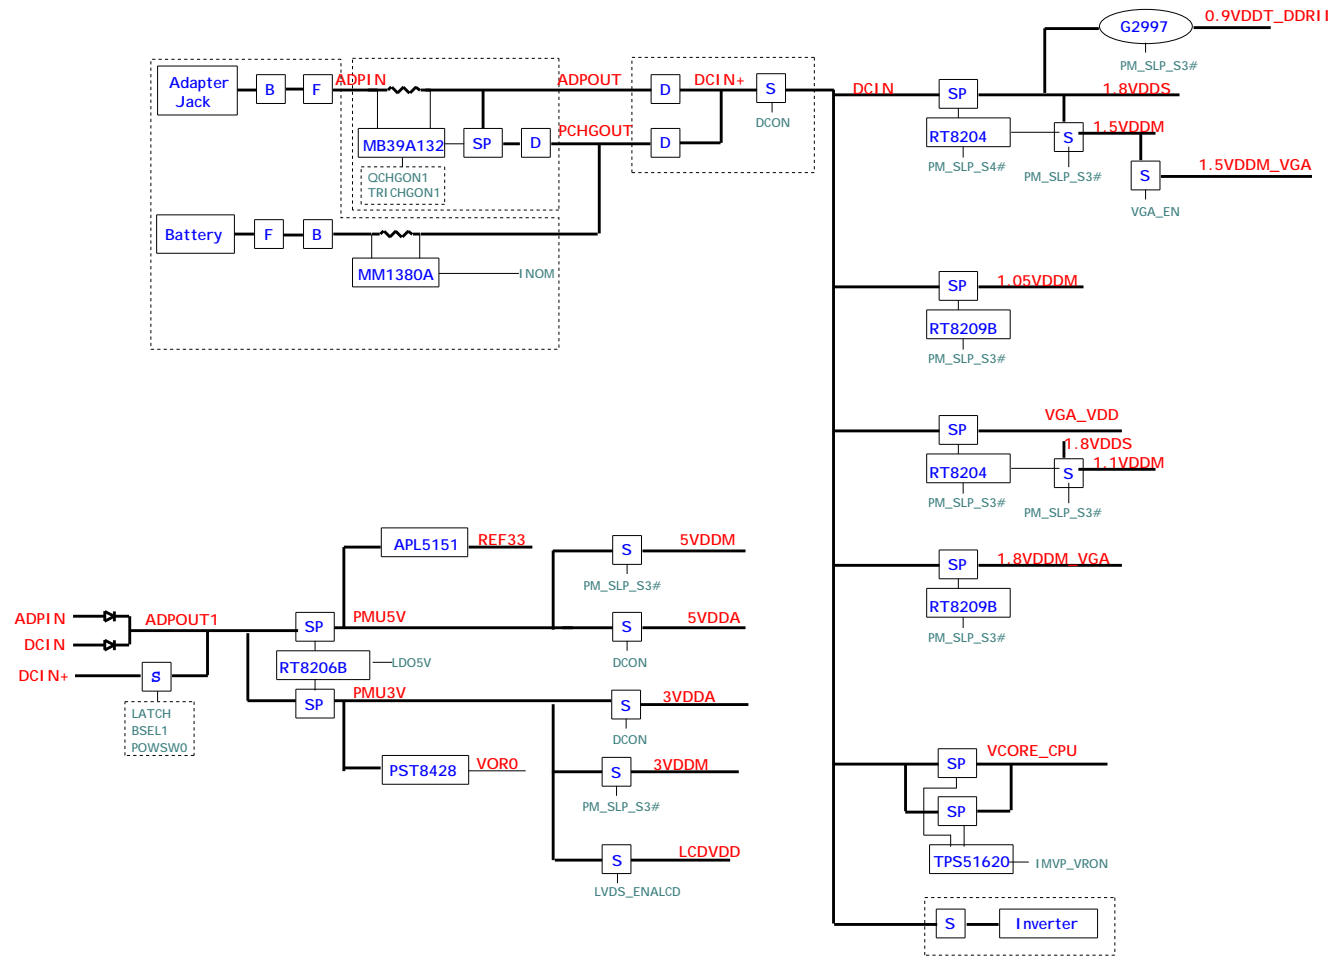 0.9VDDT_DDRII
G2997
PM_SLP_S3#
Adapter
Jack
B
F
ADPIN
ADPOUT
D
DCIN+
S
DCON
DCIN
SP
1.8VDDS
MB39A132
SP
D
PCHGOUT
D
QCHGON1
TRICHGON1
RT8204
S
1.5VDDM
PM_SLP_S4#
PM_SLP_S3#
S
1.5VDDM_VGA
VGA_EN
Battery
F
B
MM1380A
INOM
SP
1.05VDDM
RT8209B
PM_SLP_S3#
SP
VGA_VDD
1.8VDDS
RT8204
S
1.1VDDM
PM_SLP_S3#
PM_SLP_S3#
APL5151
REF33
S
5VDDM
PM_SLP_S3#
SP
1.8VDDM_VGA
RT8209B
PM_SLP_S3#
ADPIN
ADPOUT1
DCIN
DCIN+
S
LATCH
BSEL1
POWSW0
SP
PMU5V
S
5VDDA
DCON
RT8206B
LDO5V
SP
PMU3V
S
3VDDA
DCON
PST8428
VOR0
S
3VDDM
PM_SLP_S3#
S
LCDVDD
LVDS_ENALCD
SP
VCORE_CPU
SP
TPS51620
IMVP_VRON
S
Inverter